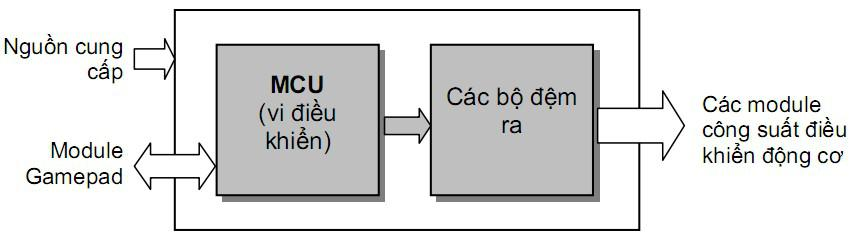 Nguồn cung
cấp
Module
Gamepad
MCU
(vi điều
khiển)
Các bộ đệm
ra
Các module
công suất điều
khiển động cơ